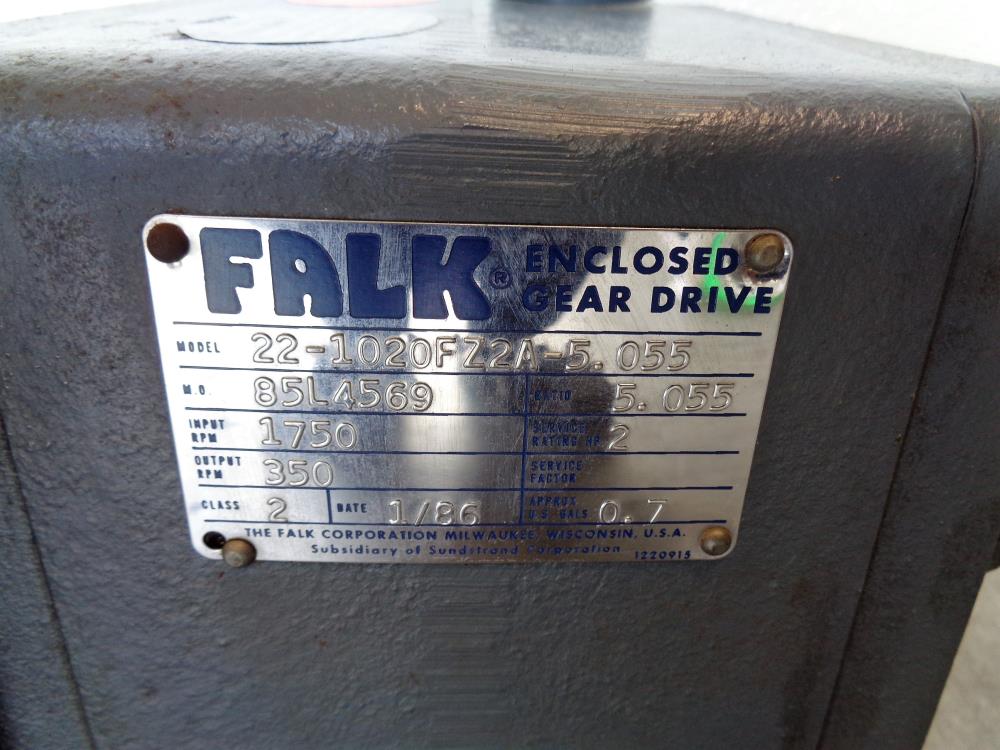 FALK® ENCLOSED
GEAR DRIVE
MODEL 22-1020FZ2A-5.055
M.O. 85L4569 RATIO 5.055
INPUT RPM 1750 SERVICE RATING HP 2
OUTPUT RPM 350 SERVICE FACTOR
CLASS 2 DATE 1/86 APPROX U.S. GALS 0.7
THE FALK CORPORATION MILWAUKEE, WISCONSIN, U.S.A.
Subsidiary of Sundstrand Corporation 1220915